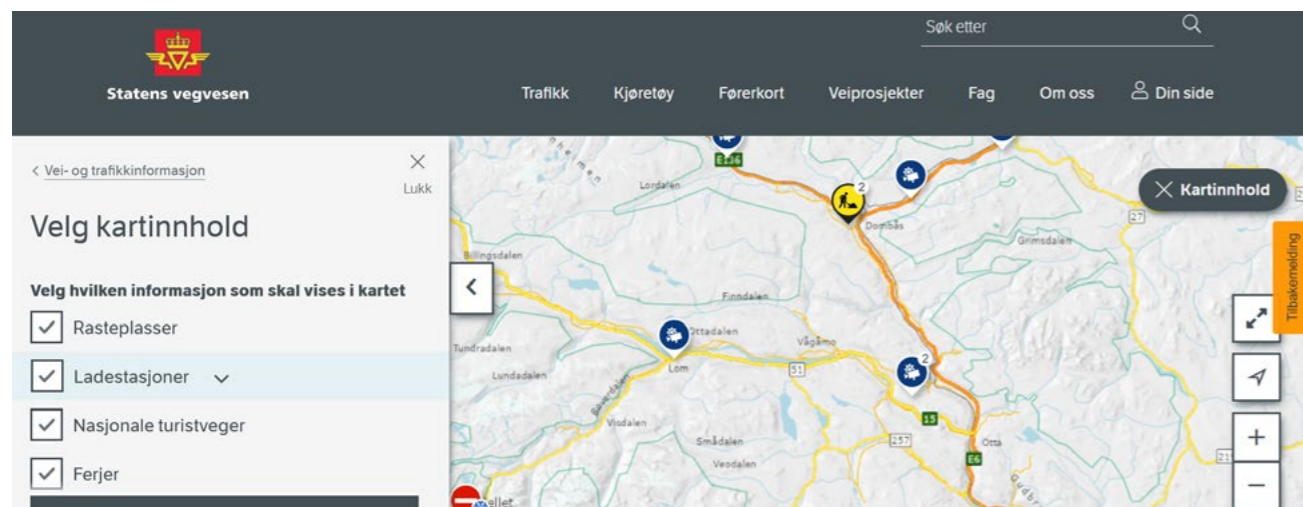 Søk etter
Statens vegvesen
Trafikk Kjøretøy Førerkort Veiprosjekter Fag Om oss Din side
< Vei- og trafikkinformasjon
Lukk
Velg kartinnhold
Velg hvilken informasjon som skal vises i kartet
Rasteplasser
Ladestasjoner
Nasjonale turistveger
Ferjer
E136
Lordalen
2
Kartinnhold
27
Dombås
Grimsdalen
Tilbakemelding
Finndalen
Ottadalen
Vågåmo
Tundradalen
Lom
51
2
Lundadalen
Visdalen
15
Smådalen
257
Otta
Veodalen
E6